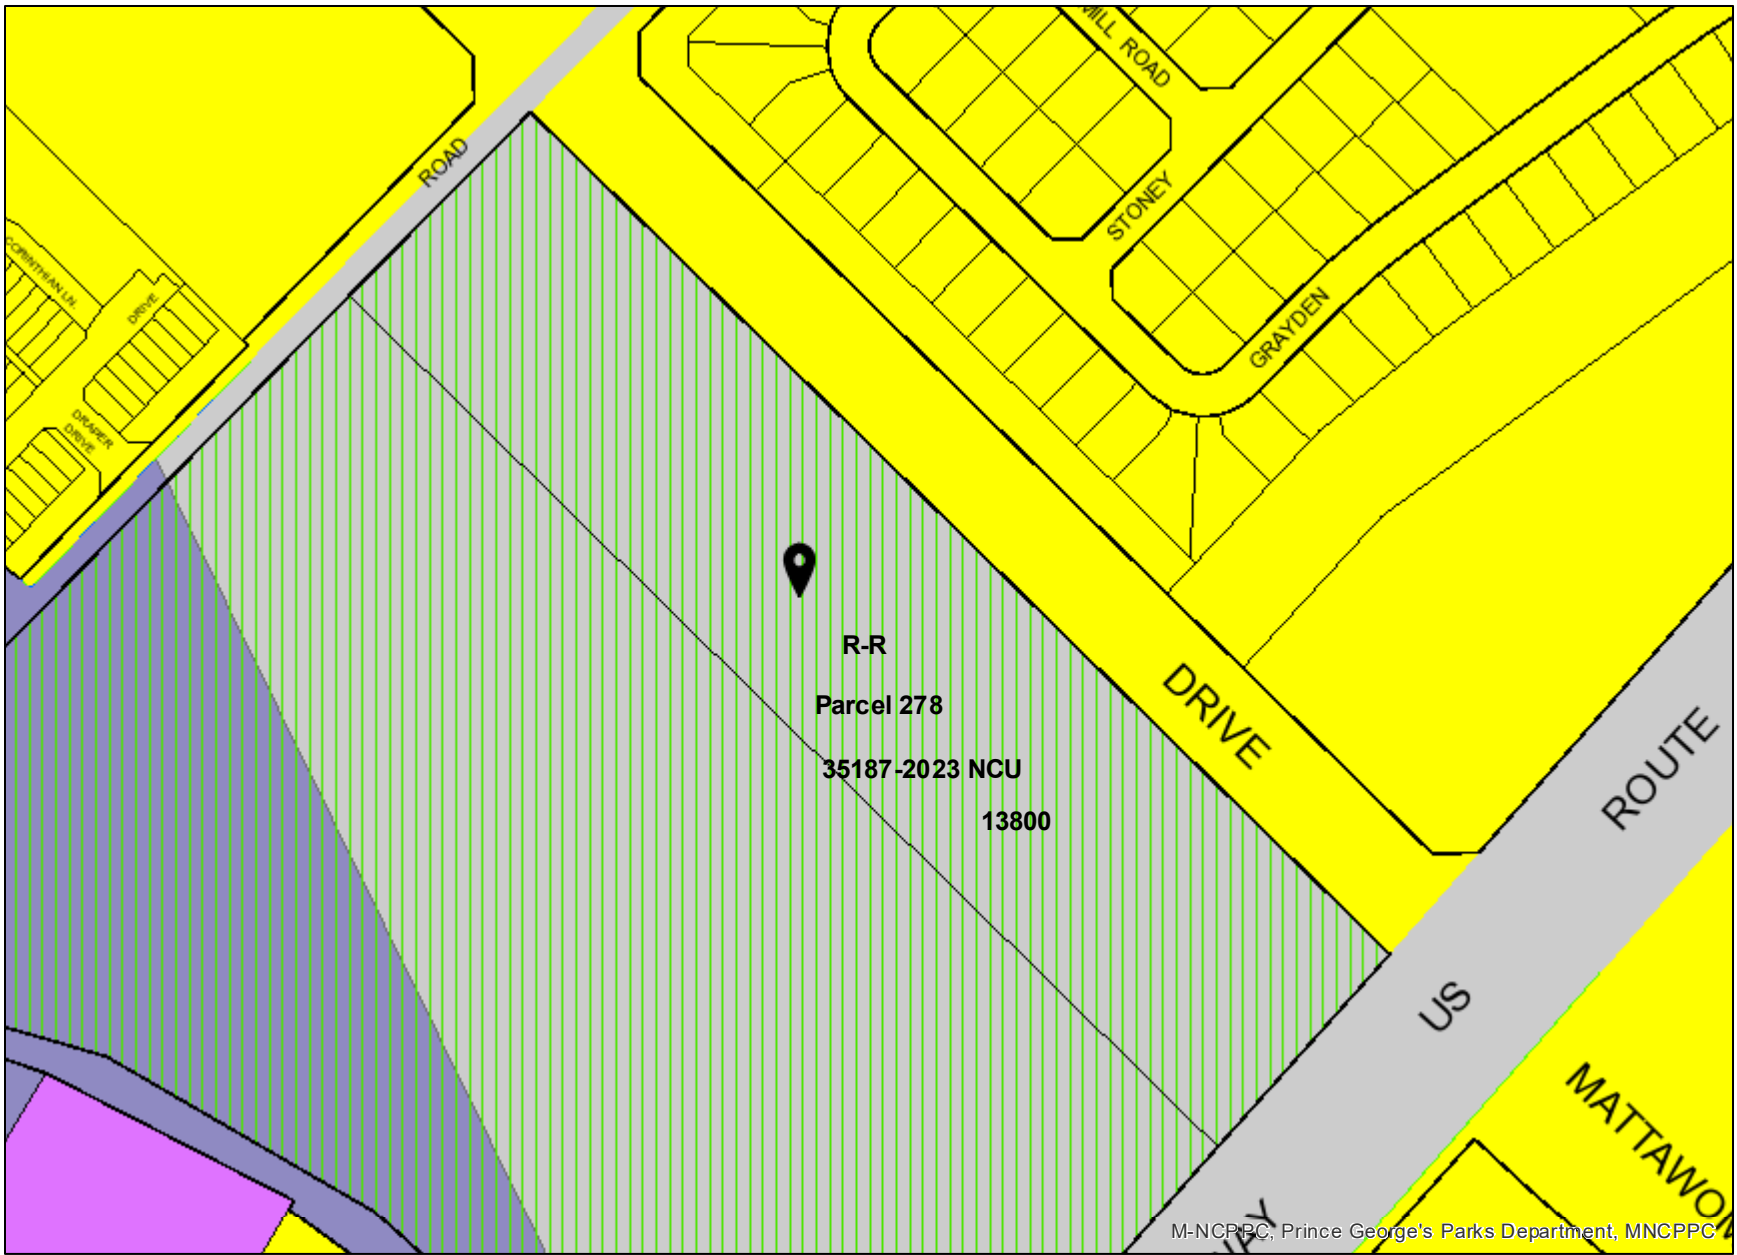 MILL ROAD
ROAD
STONEY
CORINTHIAN LN.
DRIVE
GRAYDEN
DRAPER
DRIVE
R-R
Parcel 278
DRIVE
35187-2023 NCU
ROUTE
13800
US
M-NCPPC, Prince George's Parks Department, MNCPPC